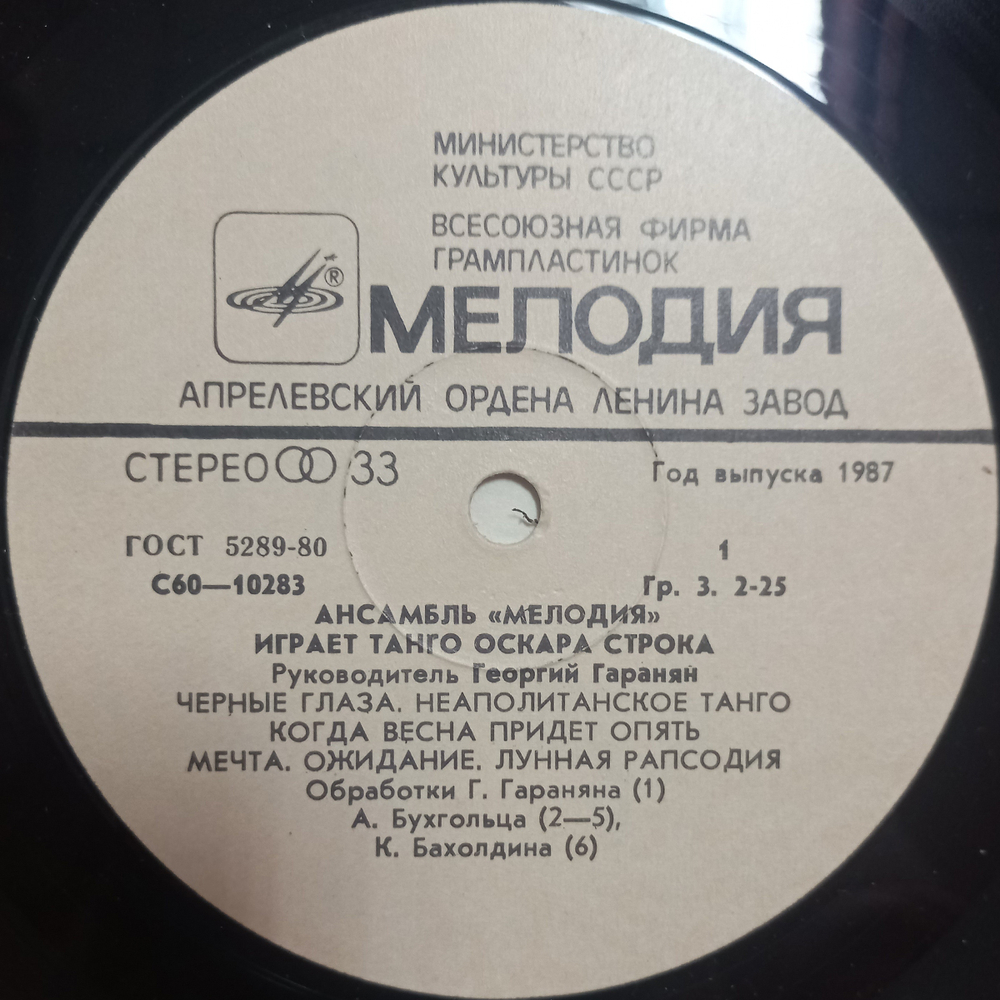 МИНИСТЕРСТВО
КУЛЬТУРЫ СССР
ВСЕСОЮЗНАЯ ФИРМА
ГРАМПЛАСТИНОК
®
МЕЛОДИЯ
АПРЕЛЕВСКИЙ ОРДЕНА ЛЕНИНА ЗАВОД
СТЕРЕО 33
Год выпуска 1987
ГОСТ 5289-80
1
С60—10283
Гр. 3. 2-25
АНСАМБЛЬ «МЕЛОДИЯ»
ИГРАЕТ ТАНГО ОСКАРА СТРОКА
Руководитель Георгий Гаранян
ЧЕРНЫЕ ГЛАЗА. НЕАПОЛИТАНСКОЕ ТАНГО
КОГДА ВЕСНА ПРИДЕТ ОПЯТЬ
МЕЧТА. ОЖИДАНИЕ. ЛУННАЯ РАПСОДИЯ
Обработки Г. Гараняна (1)
А. Бухгольца (2—5),
К. Бахолдина (6)